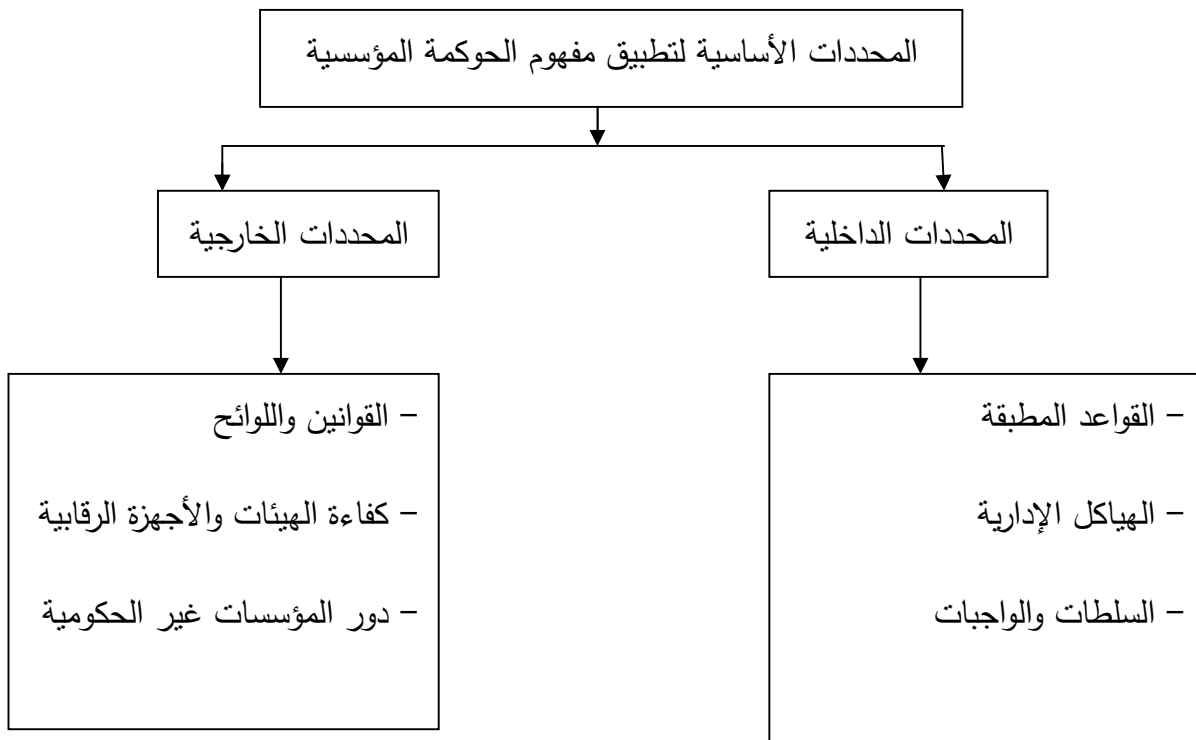 المحددات الأساسية لتطبيق مفهوم الحوكمة المؤسسية
المحددات الداخلية
المحددات الخارجية
– القواعد المطبقة
– الهياكل الإدارية
– السلطات والواجبات
– القوانين واللوائح
– كفاءة الهيئات والأجهزة الرقابية
– دور المؤسسات غير الحكومية